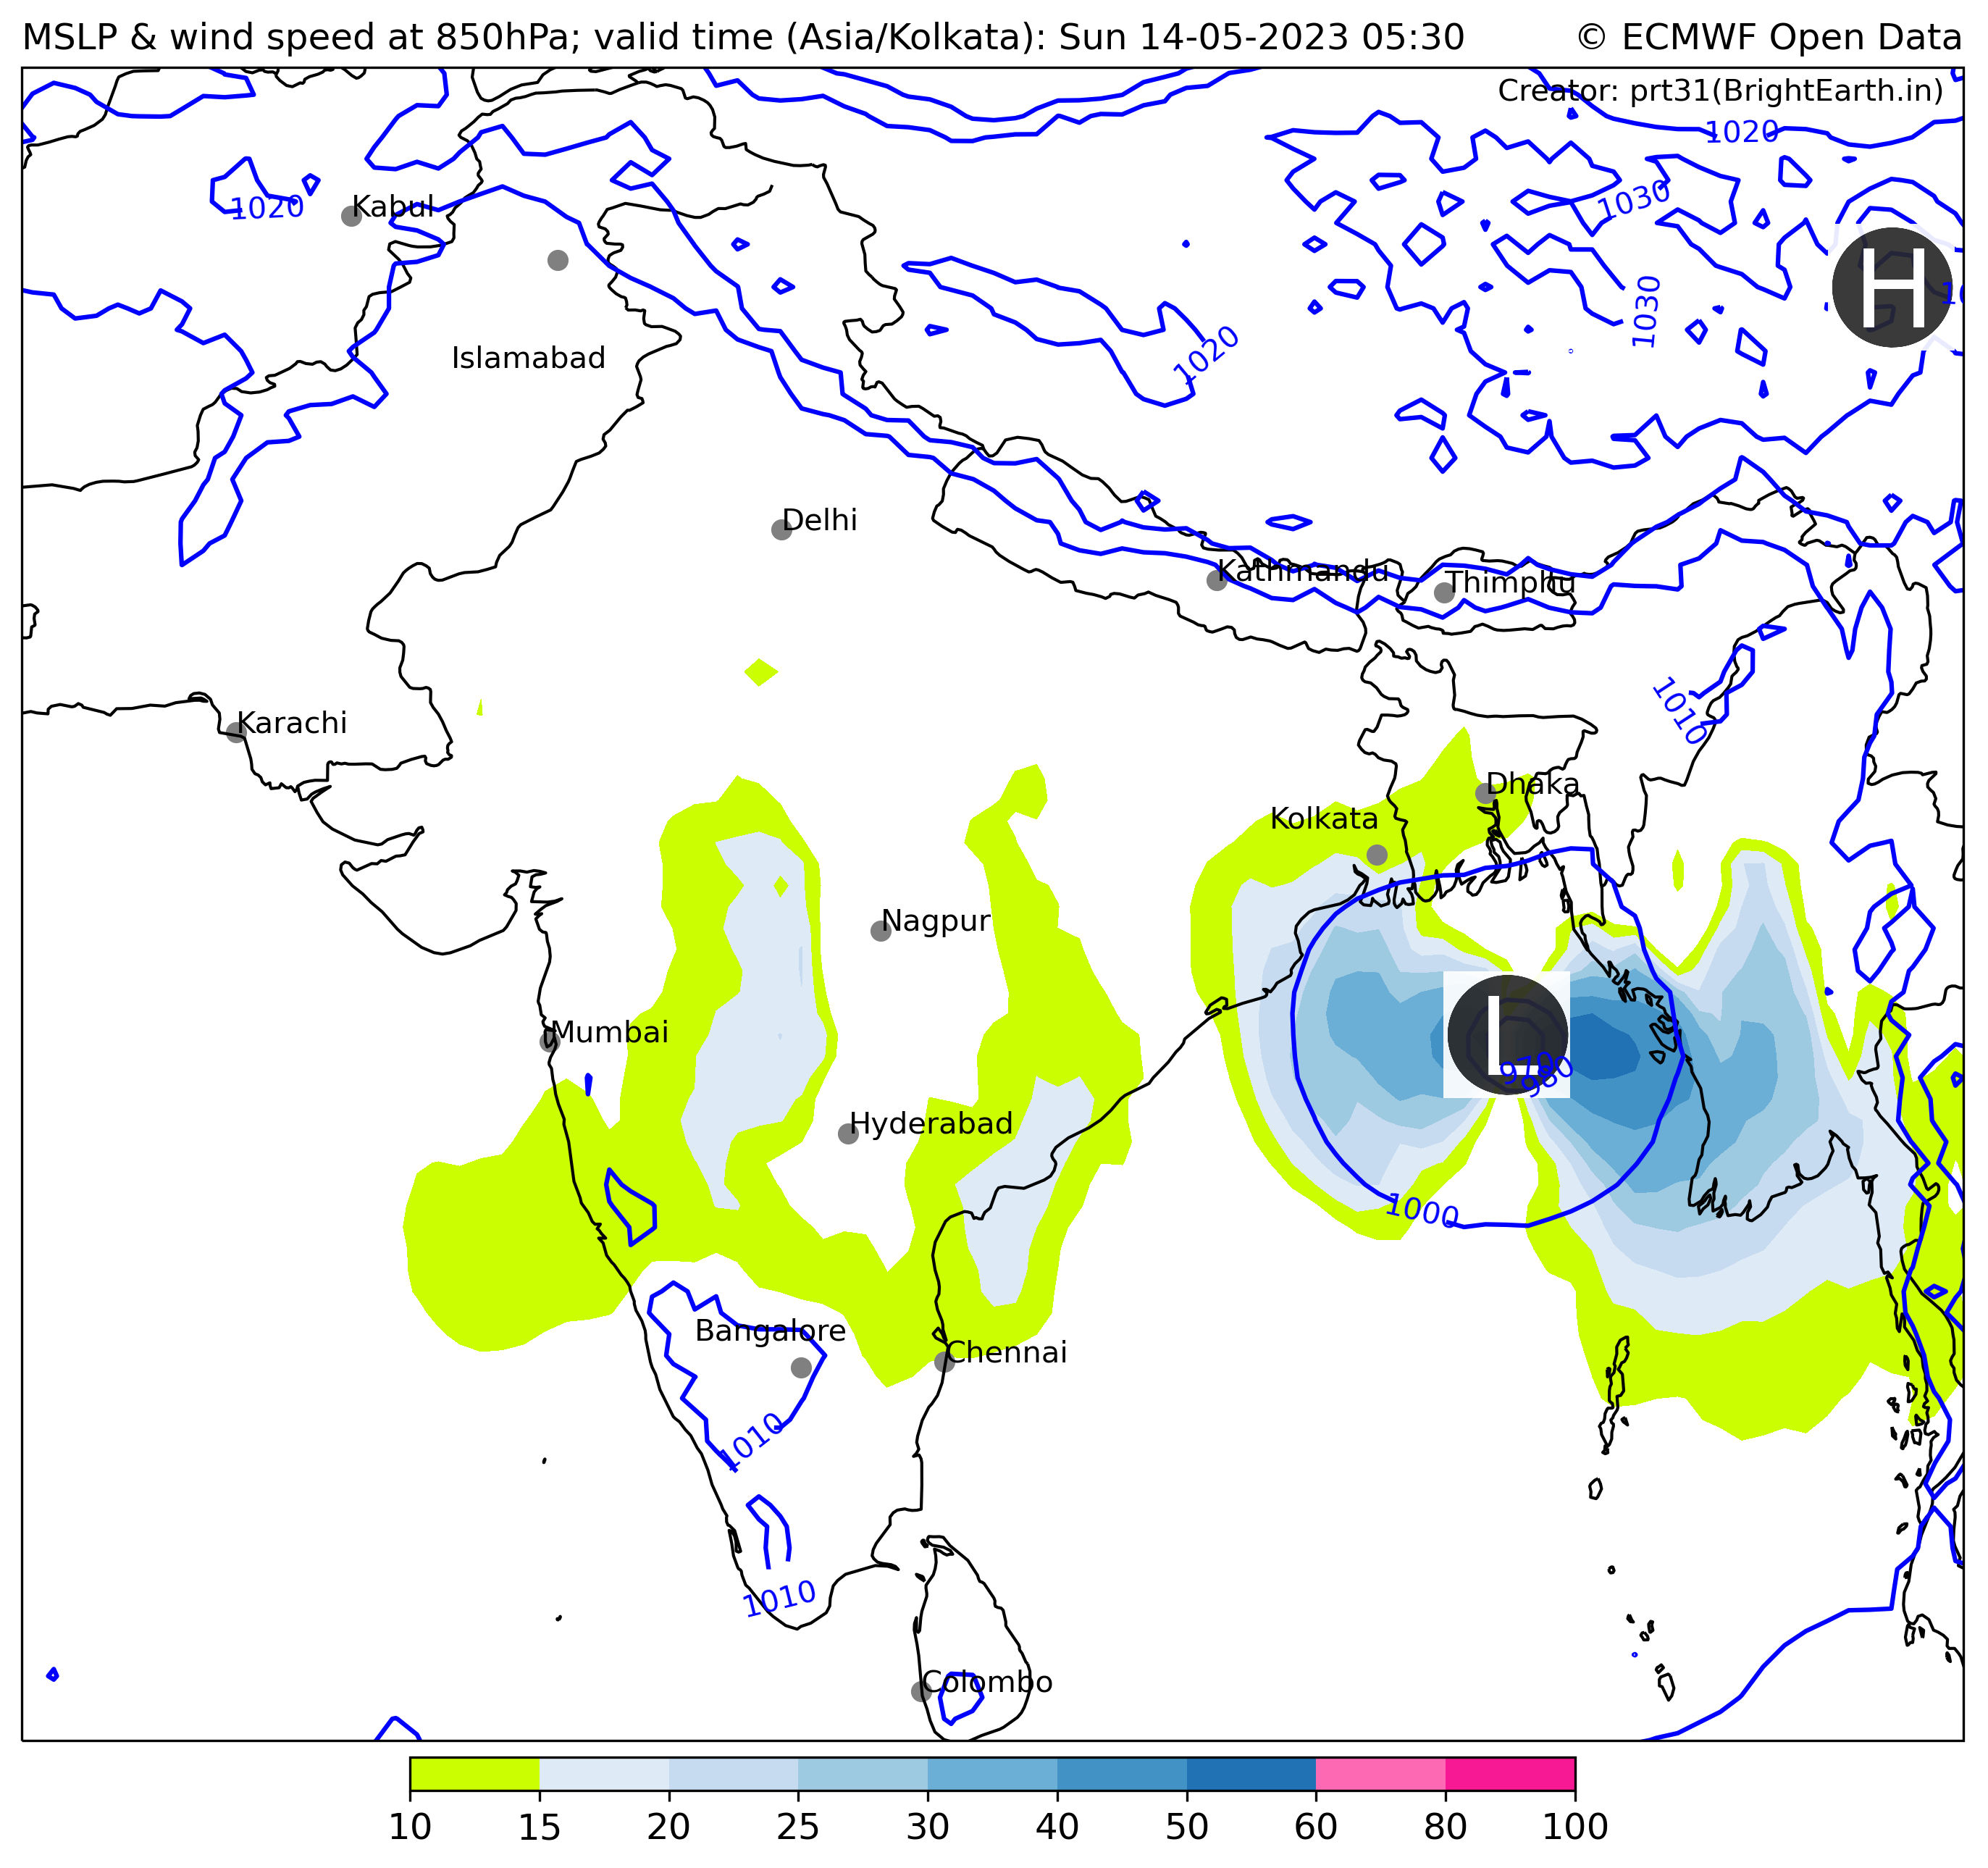 MSLP & wind speed at 850hPa; valid time (Asia/Kolkata): Sun 14-05-2023 05:30
© ECMWF Open Data
Creator: prt31(BrightEarth.in)
1020
1030
1020
Kabul
H
1030
1020
Islamabad
Delhi
Kathmandu
Thimphu
1010
Karachi
Dhaka
Kolkata
Nagpur
Mumbai
L
970
980
Hyderabad
1000
Bangalore
Chennai
1010
1010
Colombo
10 15 20 25 30 40 50 60 80 100